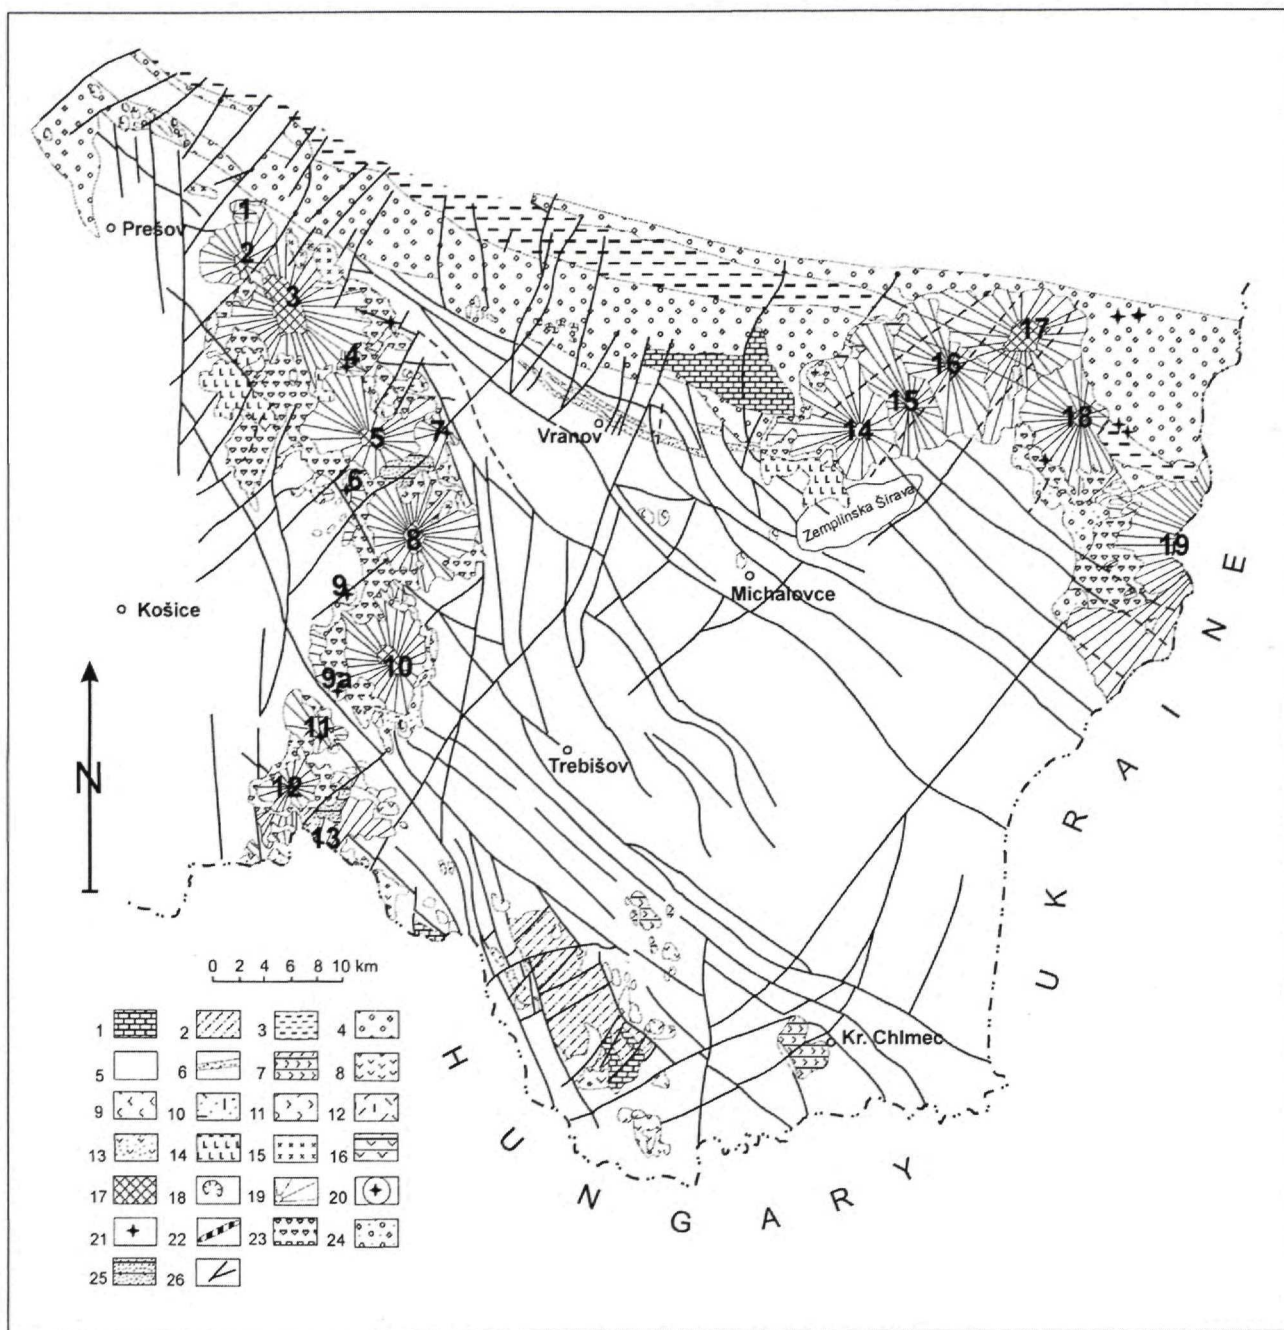 1
Prešov
2
3
4
5
7
6
8
9
Košice
9a
10
11
12
13
N
Vranov
14
15
16
17
18
19
Zemplínska Šírava
Michalovce
Trebišov
Kr. Chlmec
UKRAINE
HUNGARY
0 2 4 6 8 10 km
1 2 3 4
5 6 7 8
9 10 11 12
13 14 15 16
17 18 19 20
21 22 23 24
25 26